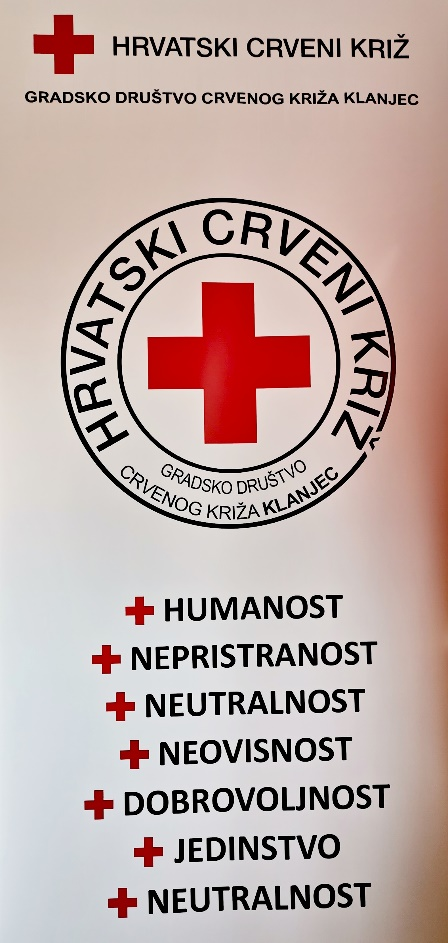 HRVATSKI CRVENI KRIŽ
GRADSKO DRUŠTVO CRVENOG KRIŽA KLANJEC
HRVATSKI CRVENI KRIŽ
GRADSKO DRUŠTVO
CRVENOG KRIŽA KLANJEC
HUMANOST
NEPRISTRANOST
NEUTRALNOST
NEOVISNOST
DOBROVOLJNOST
JEDINSTVO
NEUTRALNOST